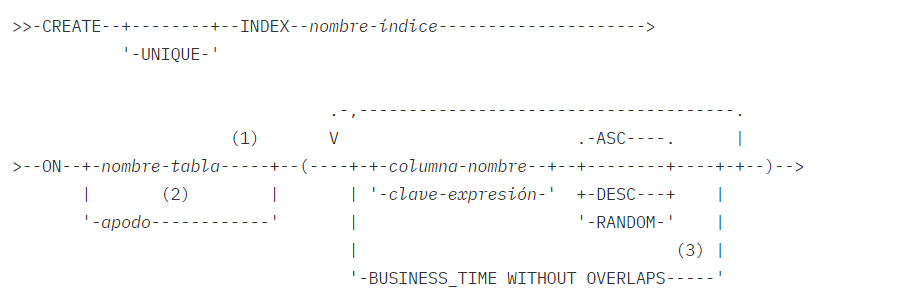 >>-CREATE--+--------+--INDEX--nombre-índice--------------------->
           '-UNIQUE-'
                                .-,--------------------------------------.
                      (1)       V                        .-ASC----.      |
>--ON--+-nombre-tabla-----+--(----+-+-columna-nombre--+--+--------+----+-+--)-->
       |       (2)        |       | '-clave-expresión-'  +-DESC---+    |
       '-apodo------------'       |                      '-RANDOM-'    |
                                  |                                (3) |
                                  '-BUSINESS_TIME WITHOUT OVERLAPS-----'